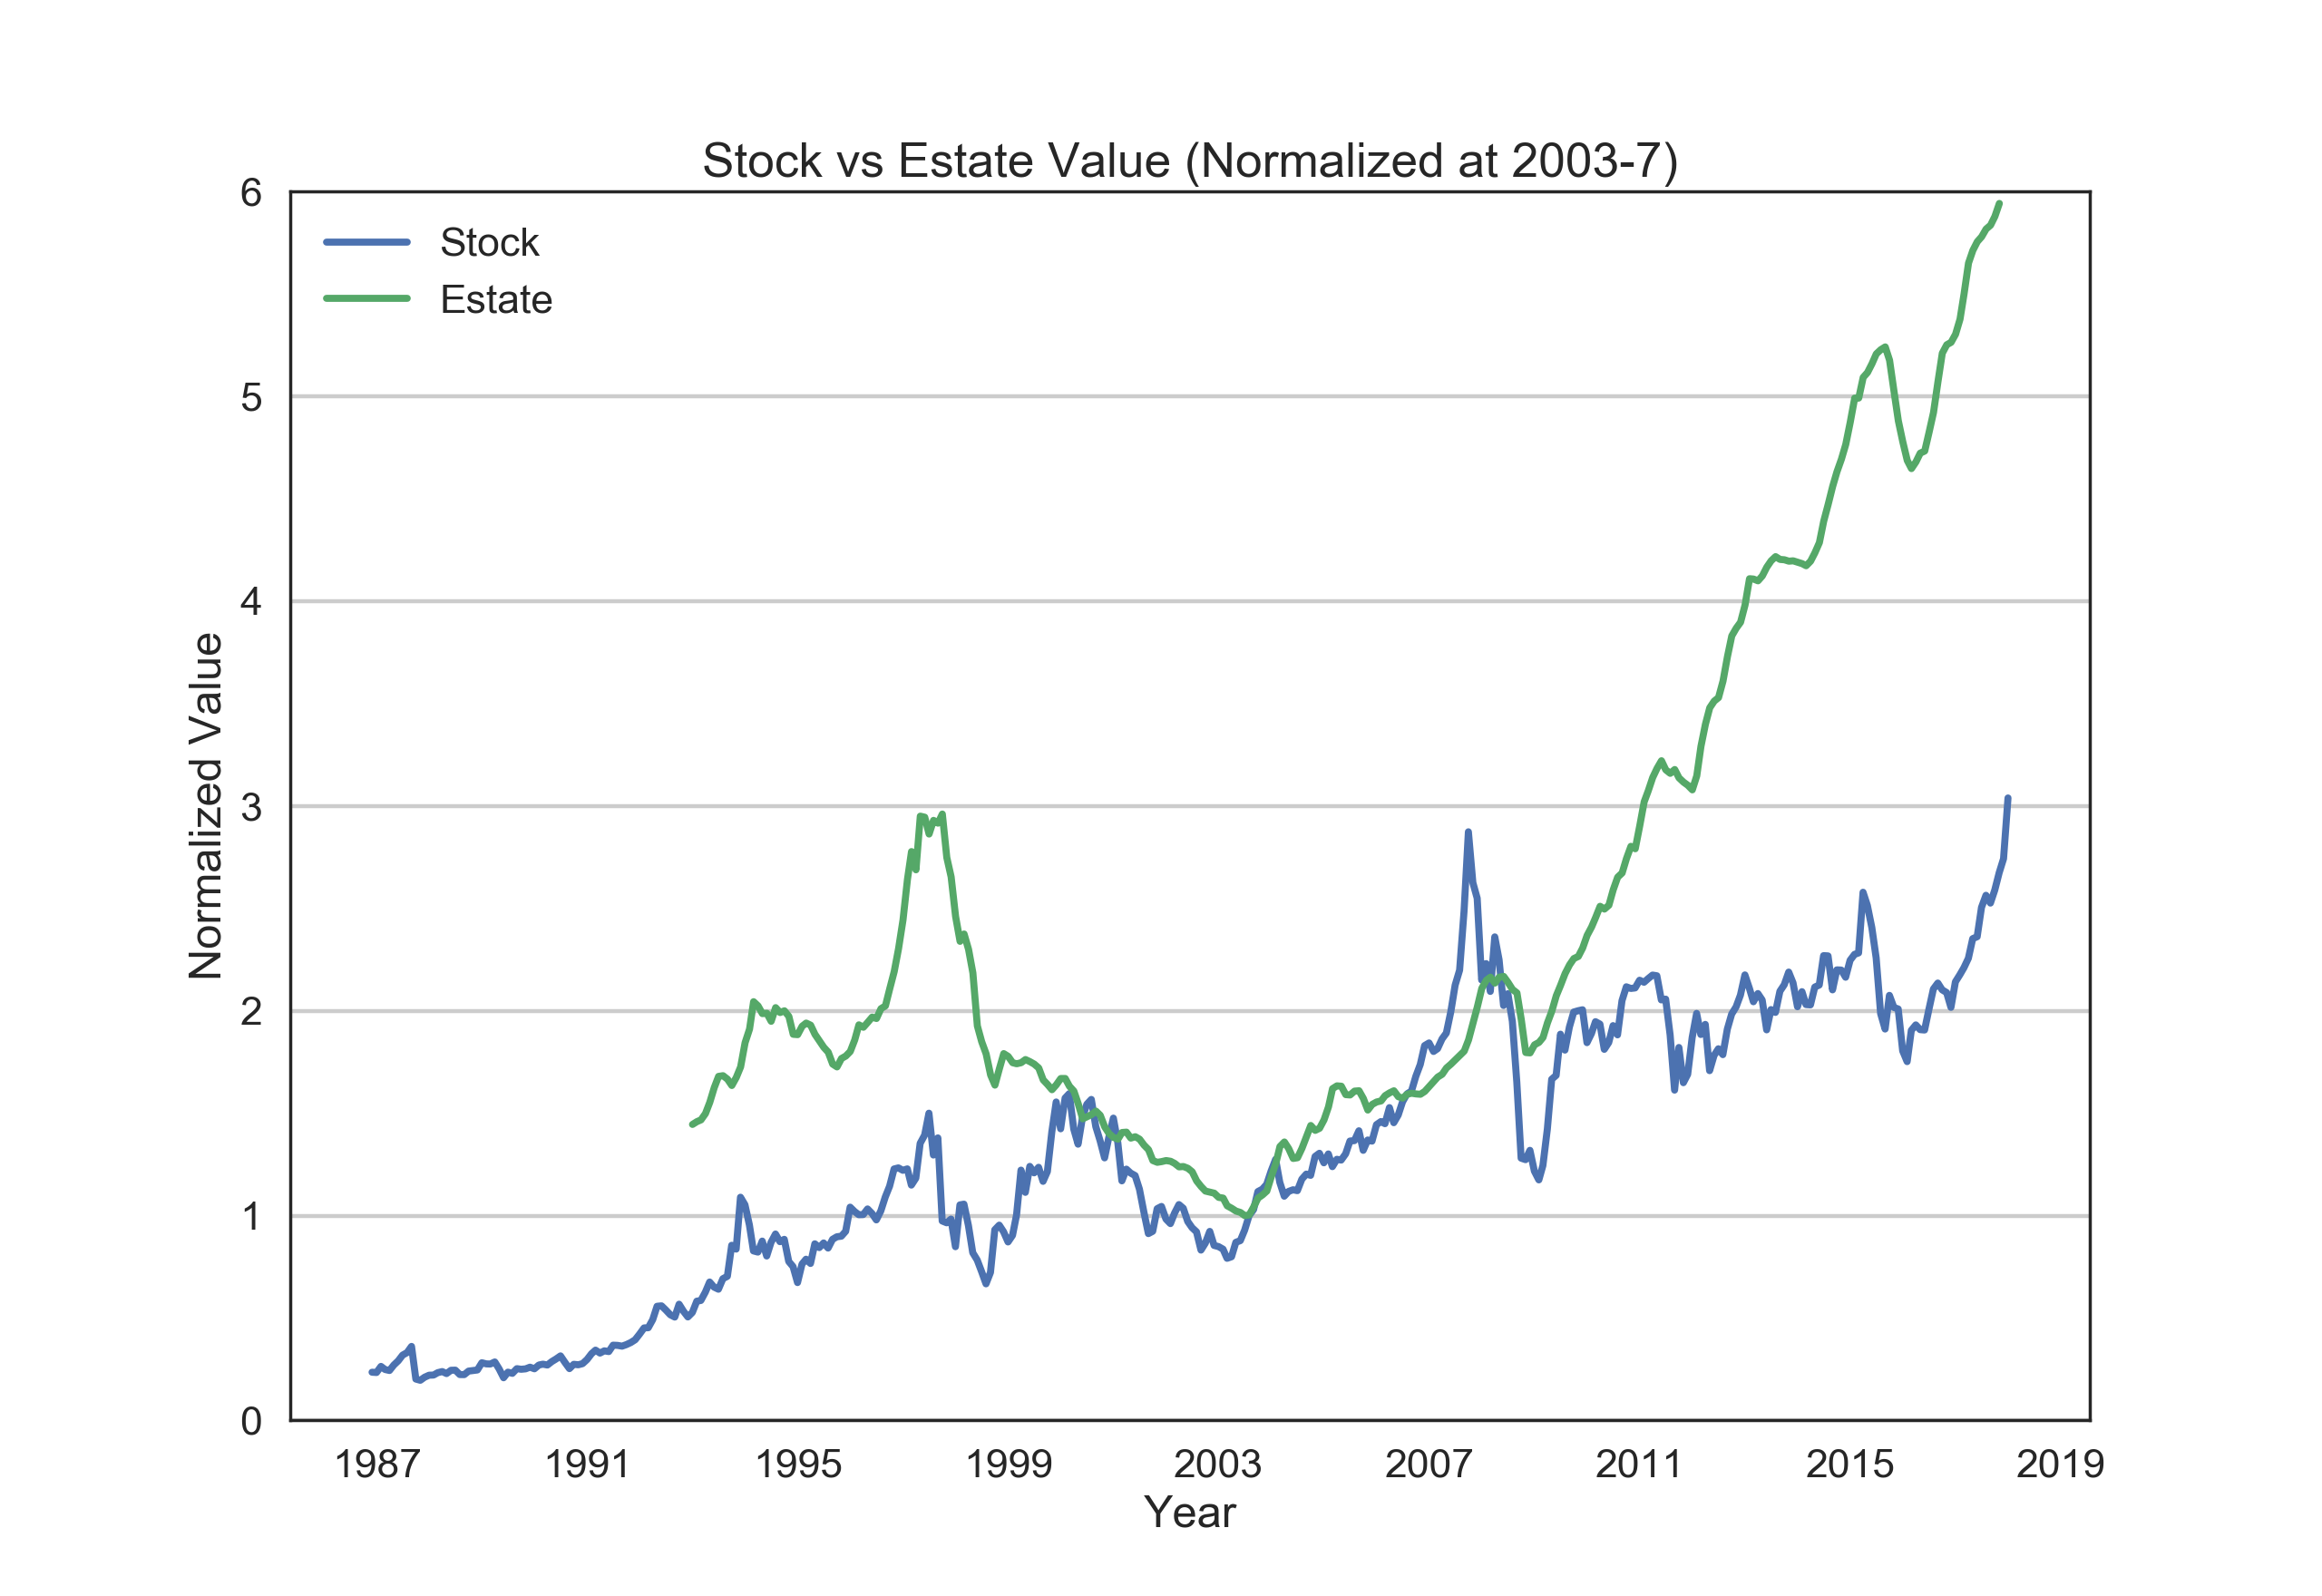 Stock vs Estate Value (Normalized at 2003-7)
6
5
4
3
2
1
0
Normalized Value
Stock
Estate
1987 1991 1995 1999 2003 2007 2011 2015 2019
Year